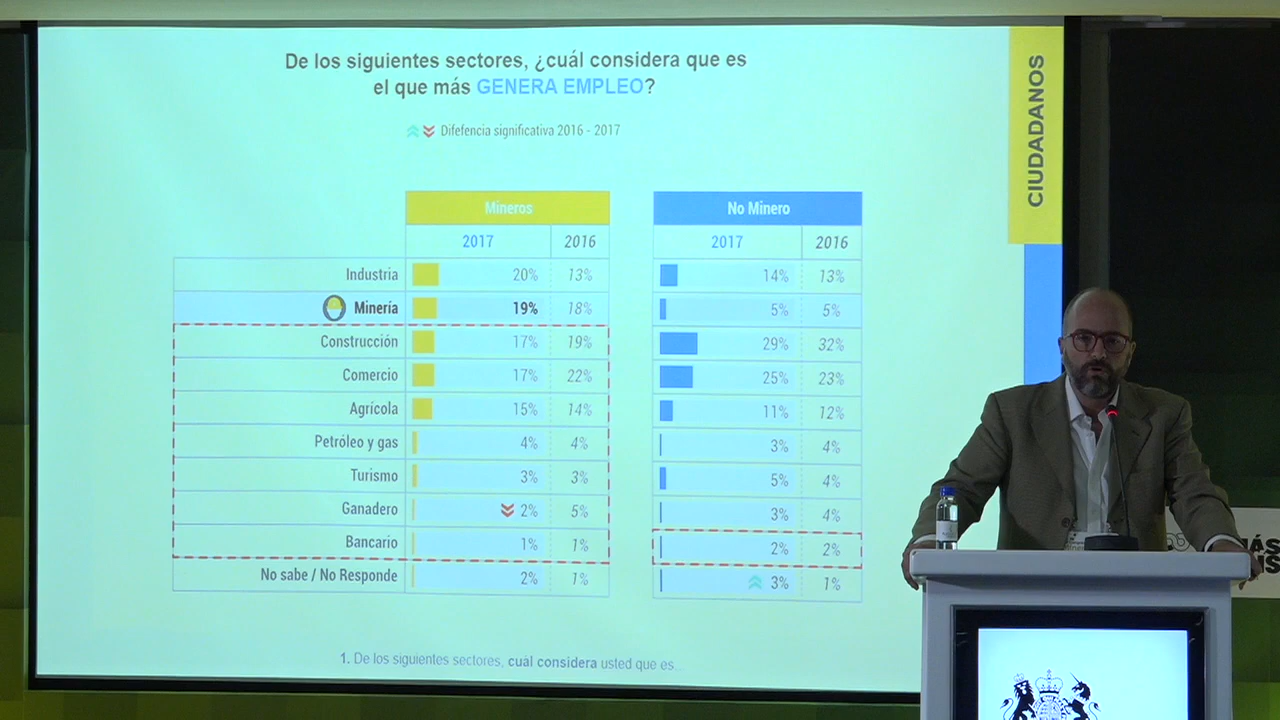 De los siguientes sectores, ¿cuál considera que es
el que más GENERA EMPLEO?
Difefencia significativa 2016 - 2017
CIUDADANOS
Mineros No Minero
2017 2016 2017 2016
Industria 20% 13% 14% 13%
Minería 19% 18% 5% 5%
Construcción 17% 19% 29% 32%
Comercio 17% 22% 25% 23%
Agrícola 15% 14% 11% 12%
Petróleo y gas 4% 4% 3% 4%
Turismo 3% 3% 5% 4%
Ganadero 2% 5% 3% 4%
Bancario 1% 1% 2% 2%
No sabe / No Responde 2% 1% 3% 1%
1. De los siguientes sectores, cuál considera usted que es...